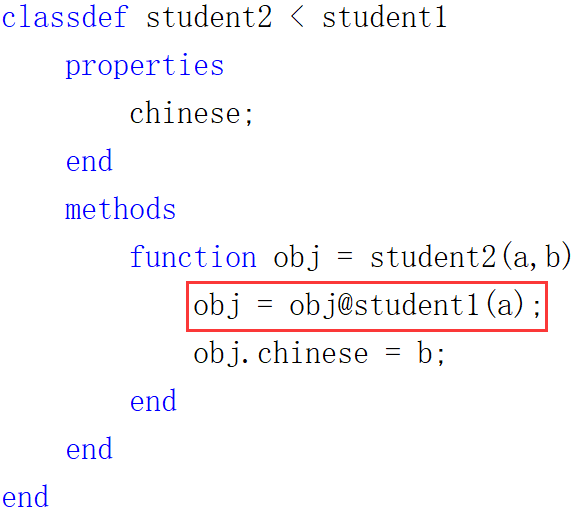 classdef student2 < student1
properties
chinese;
end
methods
function obj = student2(a,b)
obj = obj@student1(a);
obj.chinese = b;
end
end
end